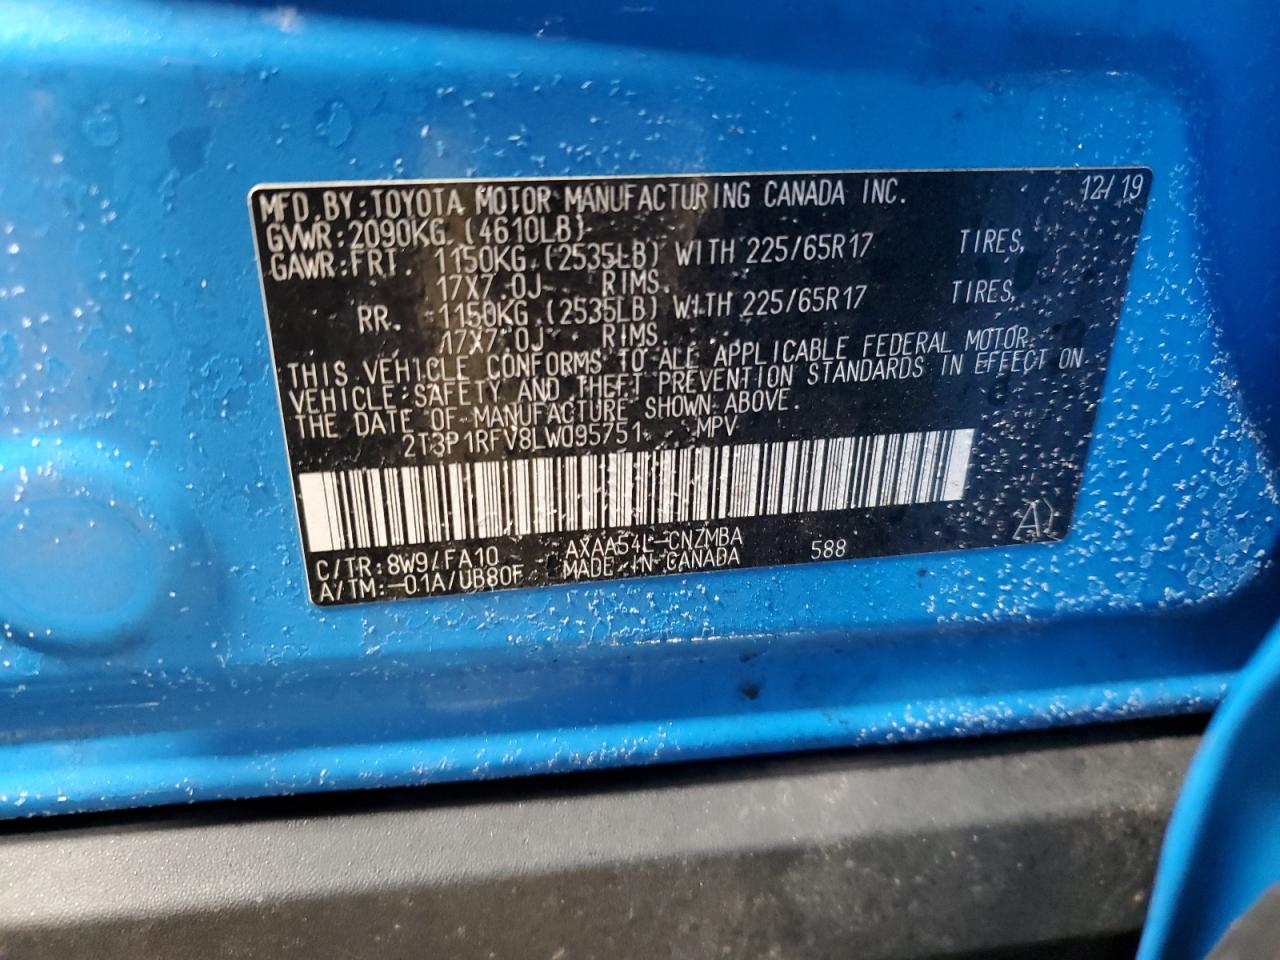 MFD. BY: TOYOTA MOTOR MANUFACTURING CANADA INC. 12/19
GVWR: 2090KG (4610LB)
GAWR: FRT. 1150KG (2535LB) WITH 225/65R17 TIRES,
17X7.0J RIMS.
RR. 1150KG (2535LB) WITH 225/65R17 TIRES,
17X7.0J RIMS.
THIS VEHICLE CONFORMS TO ALL APPLICABLE FEDERAL MOTOR
VEHICLE SAFETY AND THEFT PREVENTION STANDARDS IN EFFECT ON
THE DATE OF MANUFACTURE SHOWN ABOVE.
2T3P1RFV8LW095751 MPV
C/TR: 8W9/FA10 AXAA54L-CNZMBA 588
A/TM: -01A/UB80F MADE IN CANADA